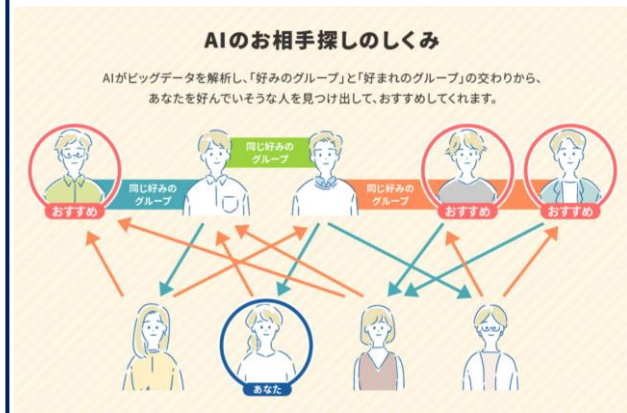 AIのお相手探しのしくみ
AIがビッグデータを解析し、「好みのグループ」と「好まれのグループ」の交わりから、
あなたを好んでいそうな人を見つけ出して、おすすめしてくれます。
同じ好みの
グループ
同じ好みの
グループ
同じ好みの
グループ
おすすめ
おすすめ
おすすめ
あなた